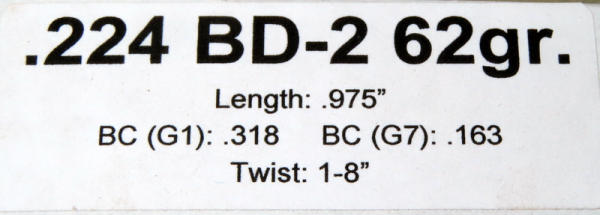 .224 BD-2 62gr.
Length: .975”
BC (G1): .318 BC (G7): .163
Twist: 1-8”